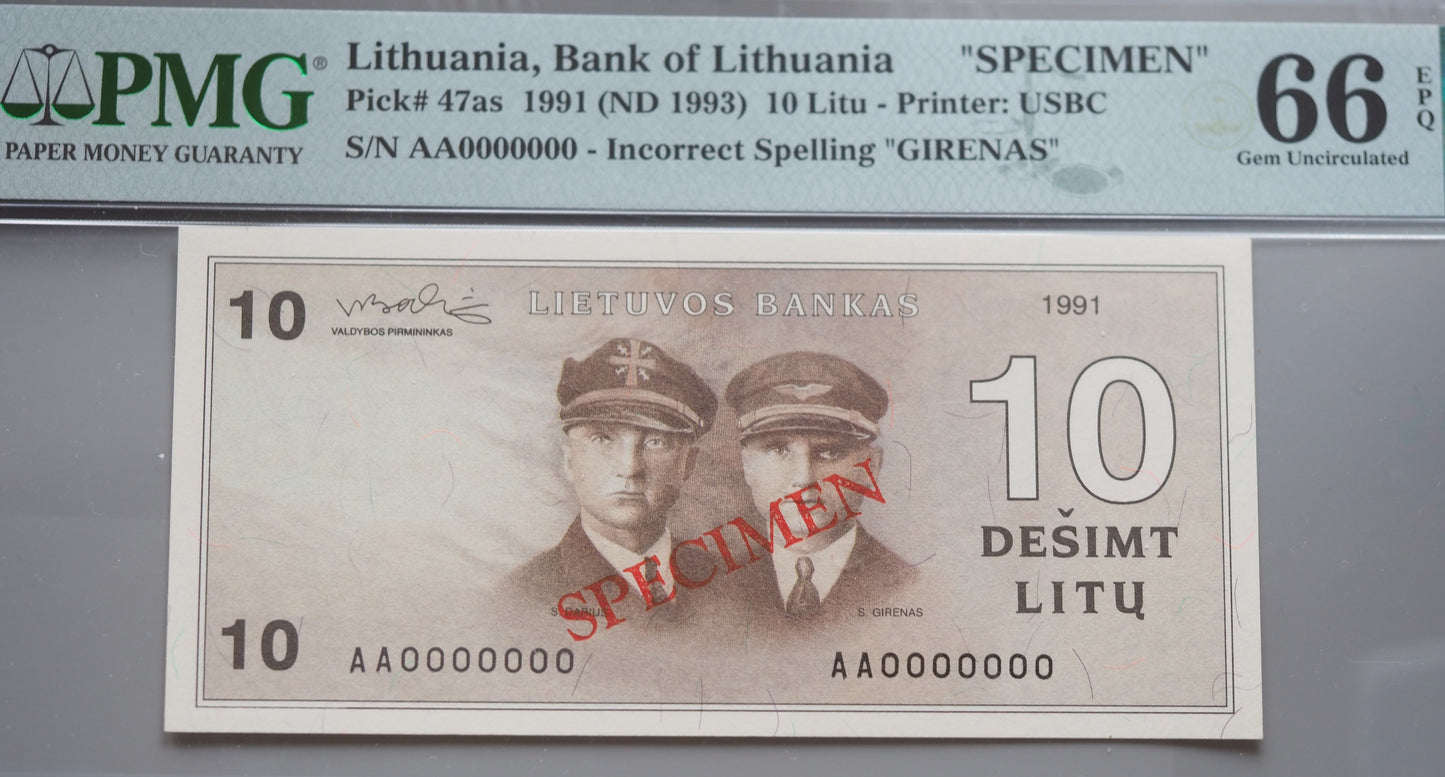 PMG®
PAPER MONEY GUARANTY
Lithuania, Bank of Lithuania "SPECIMEN"
Pick# 47as 1991 (ND 1993) 10 Litu - Printer: USBC
S/N AA0000000 - Incorrect Spelling "GIRENAS"
66
EPQ
Gem Uncirculated
10
VALDYBOS PIRMININKAS
LIETUVOS BANKAS
1991
10
DEŠIMT
LITŲ
SPECIMEN
S. DARIUS
S. GIRENAS
10
AA0000000
AA0000000